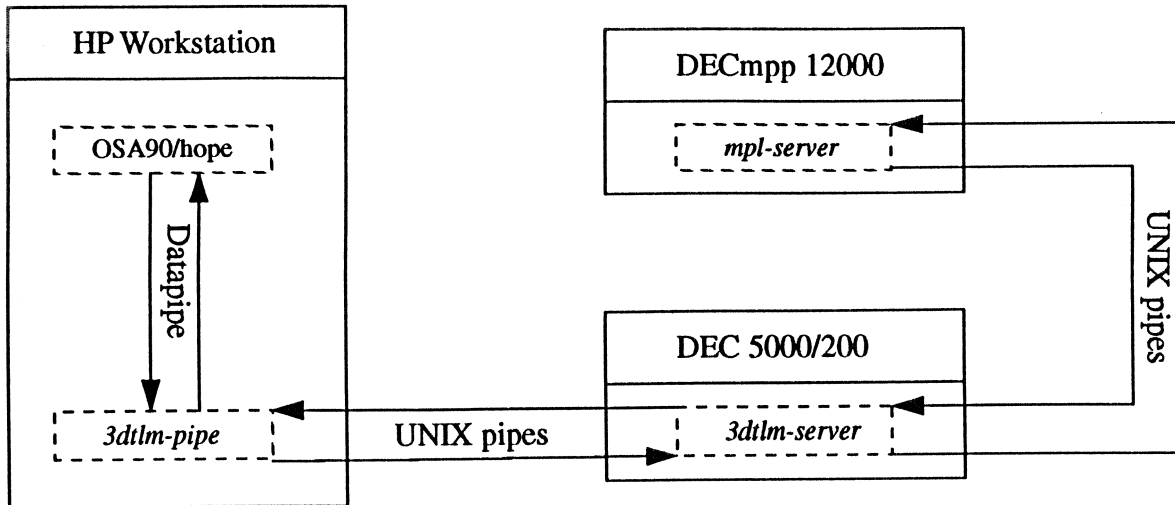 HP Workstation
OSA90/hope
Datapipe
3dtlm-pipe
UNIX pipes
DECmpp 12000
mpl-server
DEC 5000/200
3dtlm-server
UNIX pipes